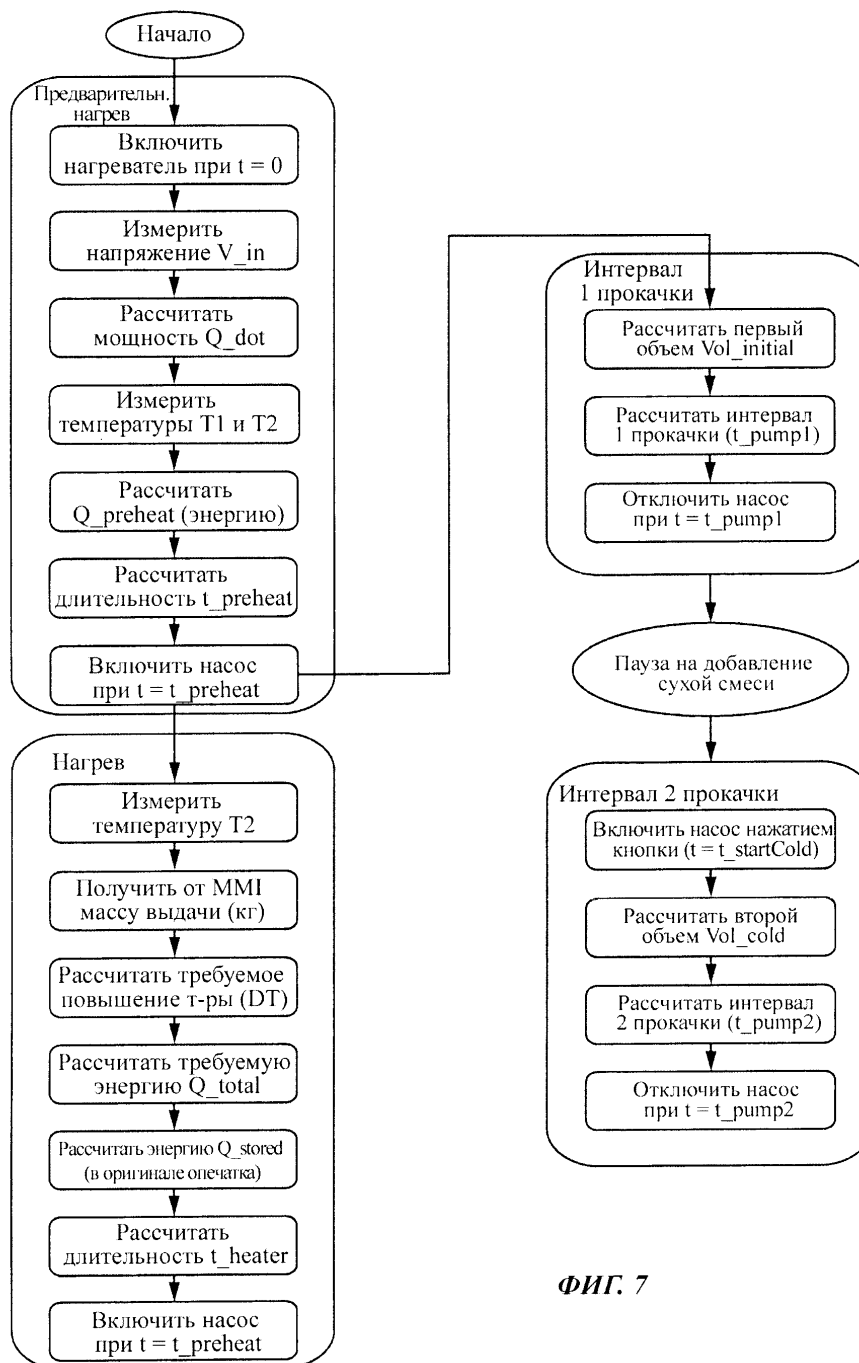 Начало
Предварительн.
нагрев
Включить
нагреватель при t = 0
Измерить
напряжение V_in
Рассчитать
мощность Q_dot
Измерить
температуры T1 и T2
Рассчитать
Q_preheat (энергию)
Рассчитать
длительность t_preheat
Включить насос
при t = t_preheat
Нагрев
Измерить
температуру T2
Получить от MMI
массу выдачи (кг)
Рассчитать требуемое
повышение т-ры (DT)
Рассчитать требуемую
энергию Q_total
Рассчитать энергию Q_stored
(в оригинале опечатка)
Рассчитать
длительность t_heater
Включить насос
при t = t_preheat
Интервал
1 прокачки
Рассчитать первый
объем Vol_initial
Рассчитать интервал
1 прокачки (t_pump1)
Отключить насос
при t = t_pump1
Пауза на добавление
сухой смеси
Интервал 2 прокачки
Включить насос нажатием
кнопки (t = t_startCold)
Рассчитать второй
объем Vol_cold
Рассчитать интервал
2 прокачки (t_pump2)
Отключить насос
при t = t_pump2
ФИГ. 7